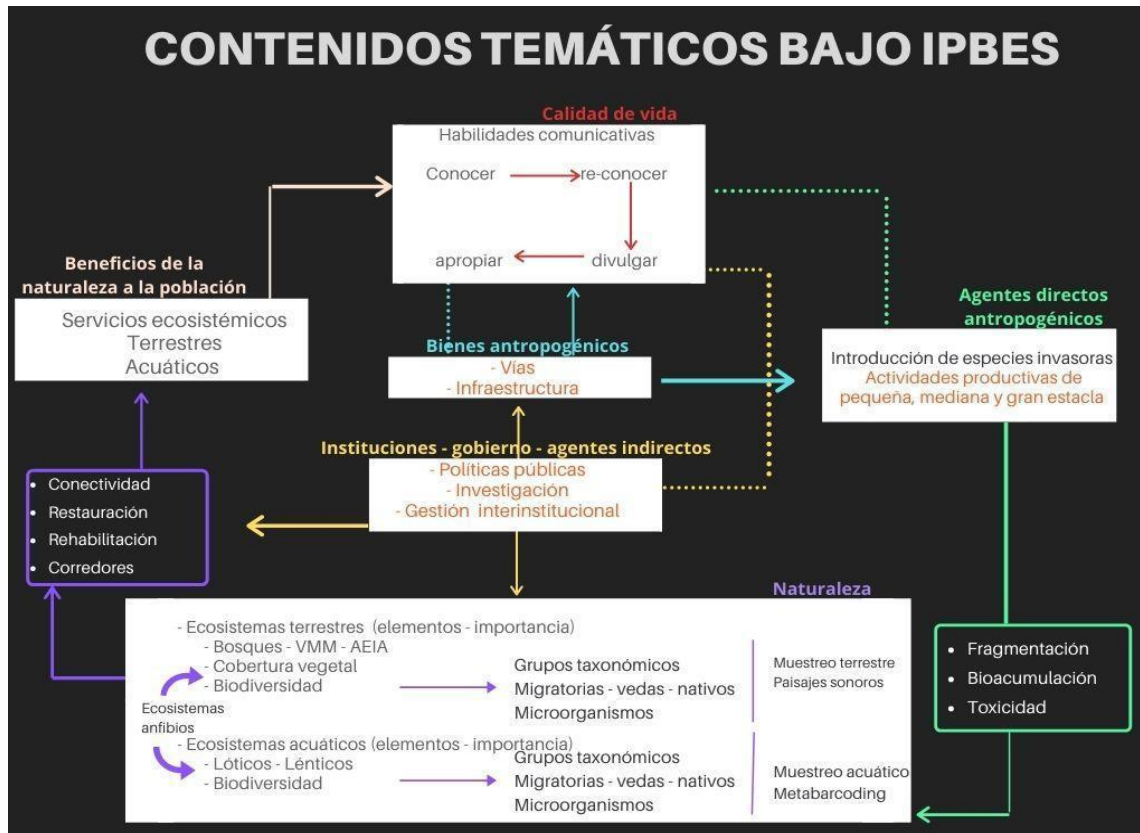 CONTENIDOS TEMÁTICOS BAJO IPBES
Calidad de vida
Habilidades comunicativas
Conocer
re-conocer
apropiar
divulgar
Beneficios de la
naturaleza a la población
Servicios ecosistémicos
Terrestres
Acuáticos
Bienes antropogénicos
- Vías
- Infraestructura
Agentes directos
antropogénicos
Introducción de especies invasoras
Actividades productivas de
pequeña, mediana y gran estacla
Instituciones - gobierno - agentes indirectos
- Políticas públicas
- Investigación
- Gestión interinstitucional
• Conectividad
• Restauración
• Rehabilitación
• Corredores
Naturaleza
- Ecosistemas terrestres (elementos - importancia)
- Bosques - VMM - AEIA
- Cobertura vegetal
- Biodiversidad
Grupos taxonómicos
Migratorias - vedas - nativos
Microorganismos
Muestreo terrestre
Paisajes sonoros
Ecosistemas
anfibios
- Ecosistemas acuáticos (elementos - importancia)
- Lóticos - Lénticos
- Biodiversidad
Grupos taxonómicos
Migratorias - vedas - nativos
Microorganismos
Muestreo acuático
Metabarcoding
• Fragmentación
• Bioacumulación
• Toxicidad